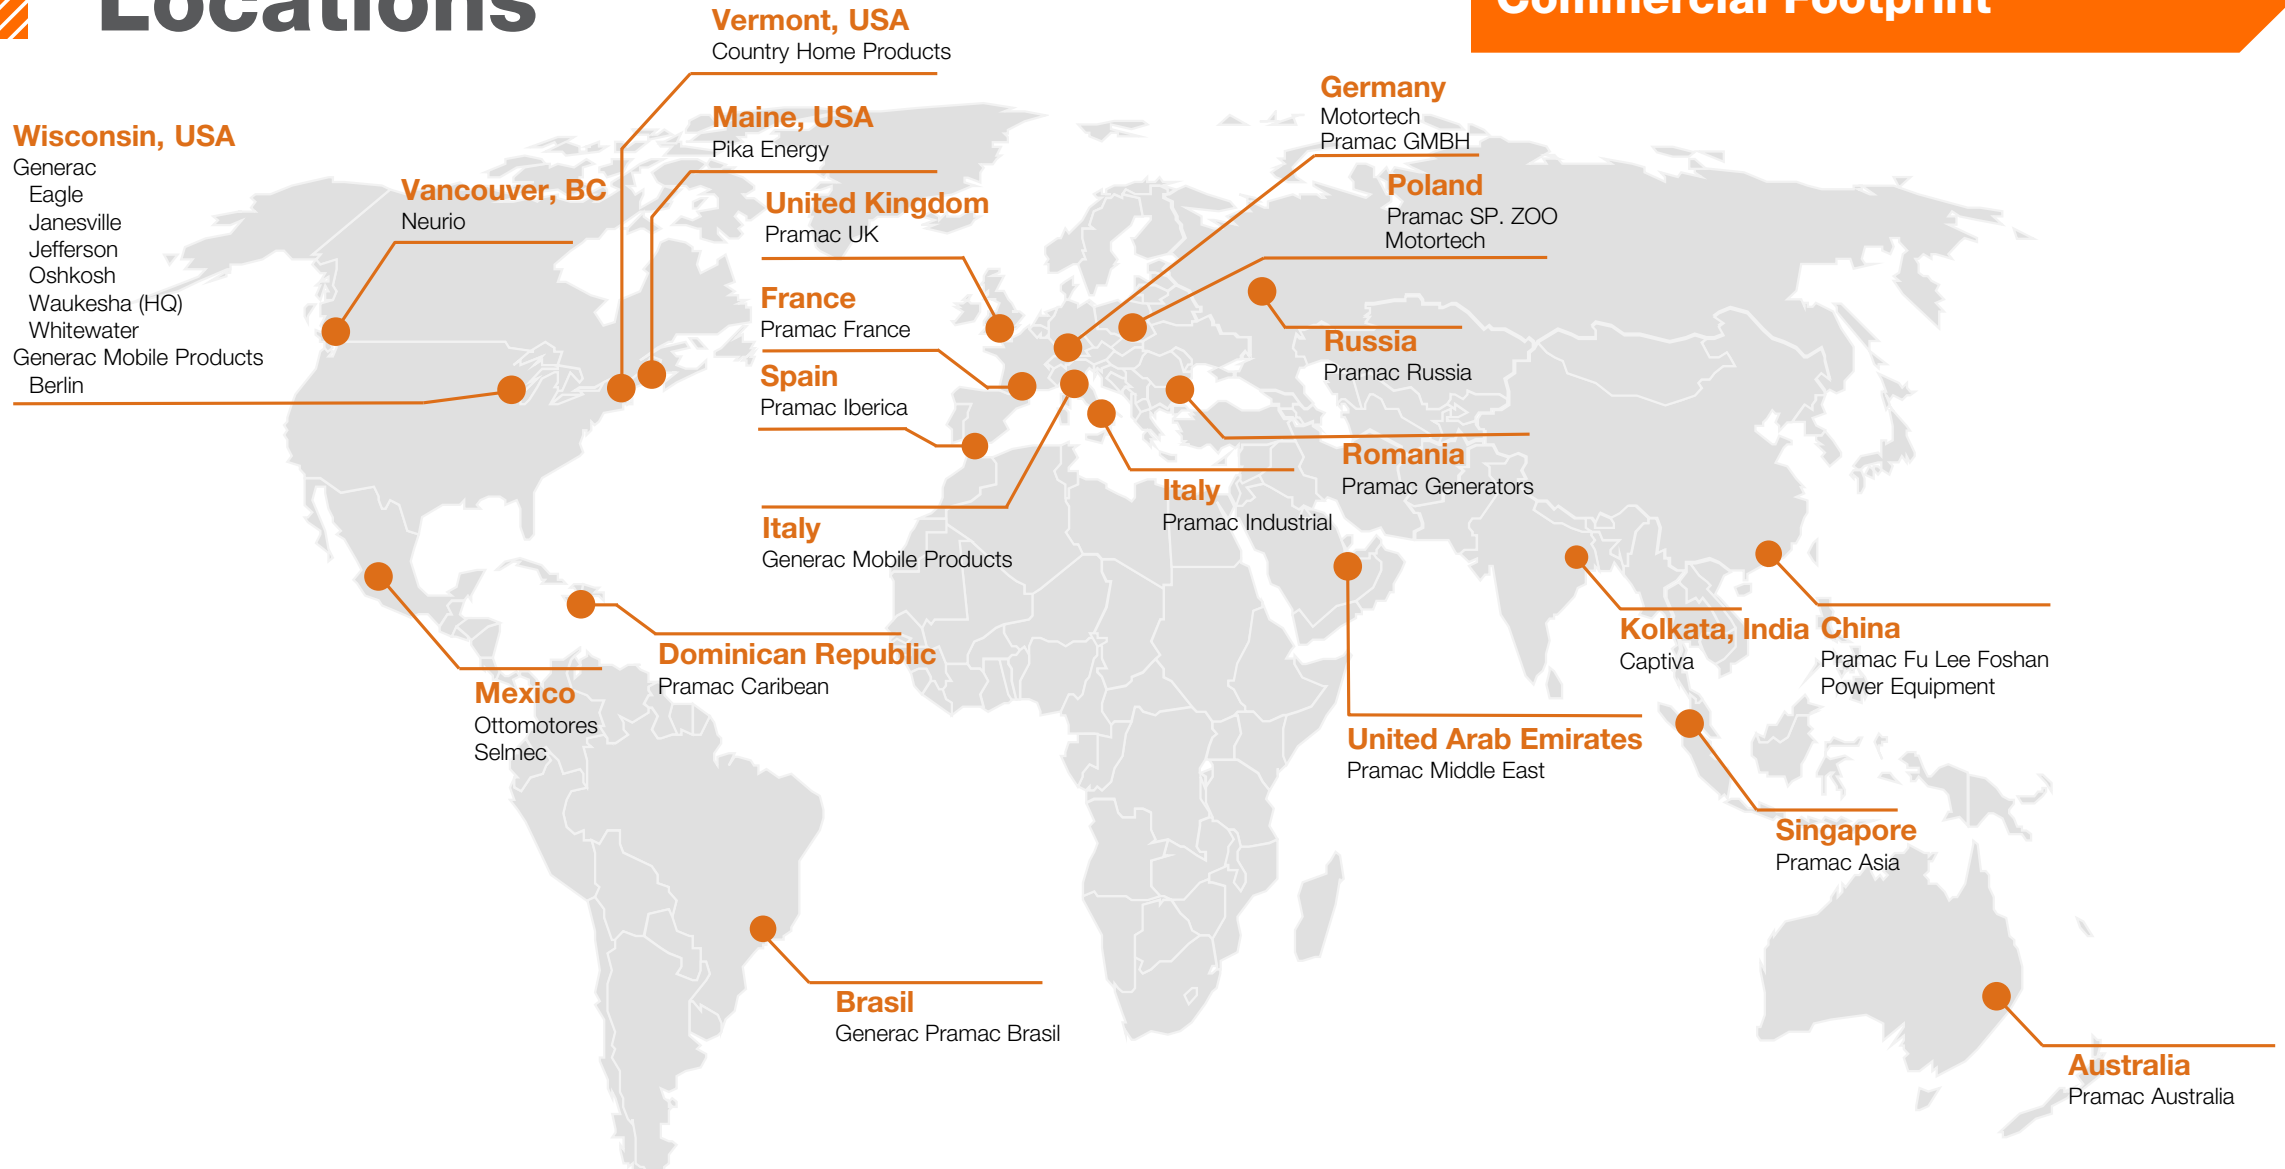 Locations
Commercial Footprint
Vermont, USA
Country Home Products
Maine, USA
Pika Energy
Germany
Motortech
Pramac GMBH
Wisconsin, USA
Generac
Eagle
Janesville
Jefferson
Oshkosh
Waukesha (HQ)
Whitewater
Generac Mobile Products
Berlin
Vancouver, BC
Neurio
United Kingdom
Pramac UK
Poland
Pramac SP. ZOO
Motortech
France
Pramac France
Spain
Pramac Iberica
Russia
Pramac Russia
Romania
Pramac Generators
Italy
Pramac Industrial
Italy
Generac Mobile Products
Dominican Republic
Pramac Caribean
Mexico
Ottomotores
Selmec
Kolkata, India
Captiva
China
Pramac Fu Lee Foshan
Power Equipment
United Arab Emirates
Pramac Middle East
Singapore
Pramac Asia
Brasil
Generac Pramac Brasil
Australia
Pramac Australia